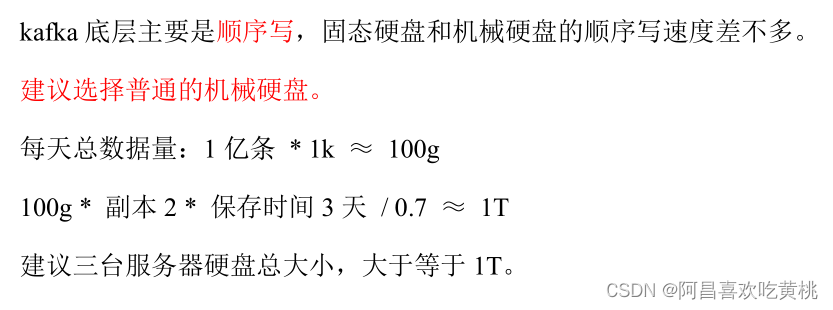 kafka 底层主要是顺序写，固态硬盘和机械硬盘的顺序写速度差不多。
建议选择普通的机械硬盘。
每天总数据量：1 亿条 * 1k ≈ 100g
100g * 副本 2 * 保存时间 3 天 / 0.7 ≈ 1T
建议三台服务器硬盘总大小，大于等于 1T。
CSDN @阿昌喜欢吃黄桃